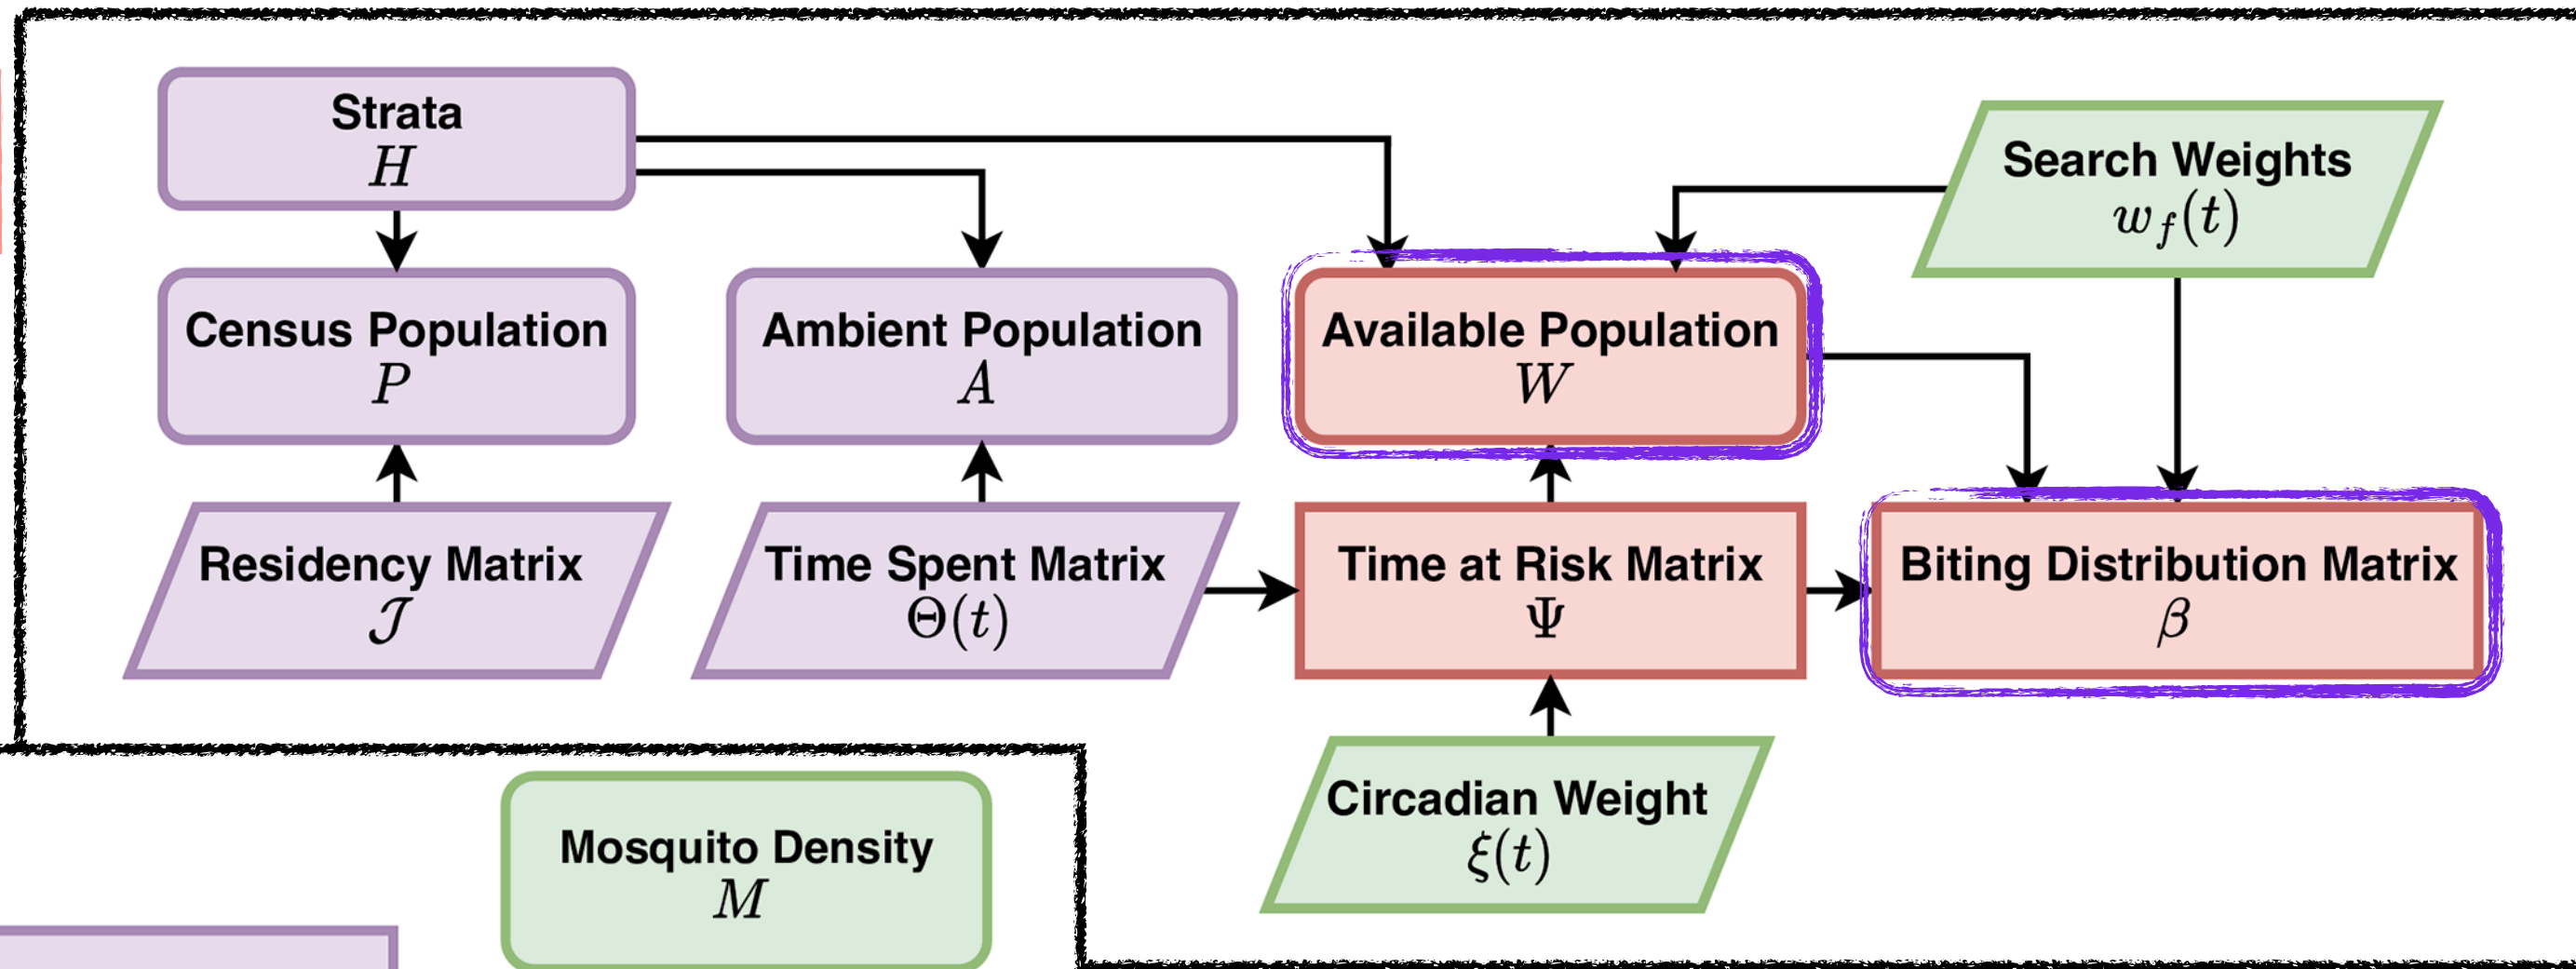 Strata
H
Search Weights
w_f(t)
Census Population
P
Ambient Population
A
Available Population
W
Residency Matrix
𝒥
Time Spent Matrix
Θ(t)
Time at Risk Matrix
Ψ
Biting Distribution Matrix
β
Circadian Weight
ξ(t)
Mosquito Density
M